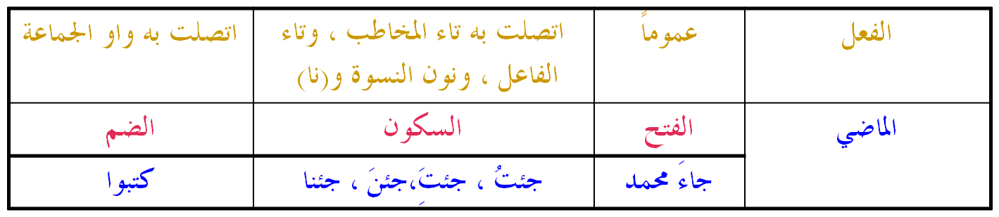 الفعل
عموماً
اتصلت به تاء المخاطب ، وتاء
الفاعل ، ونون النسوة و(نا)
اتصلت به واو الجماعة
الماضي
الفتح
السكون
الضم
جاءَ محمد
جئتُ ، جئتَِ،جئنَ ، جئنا
كتبوا